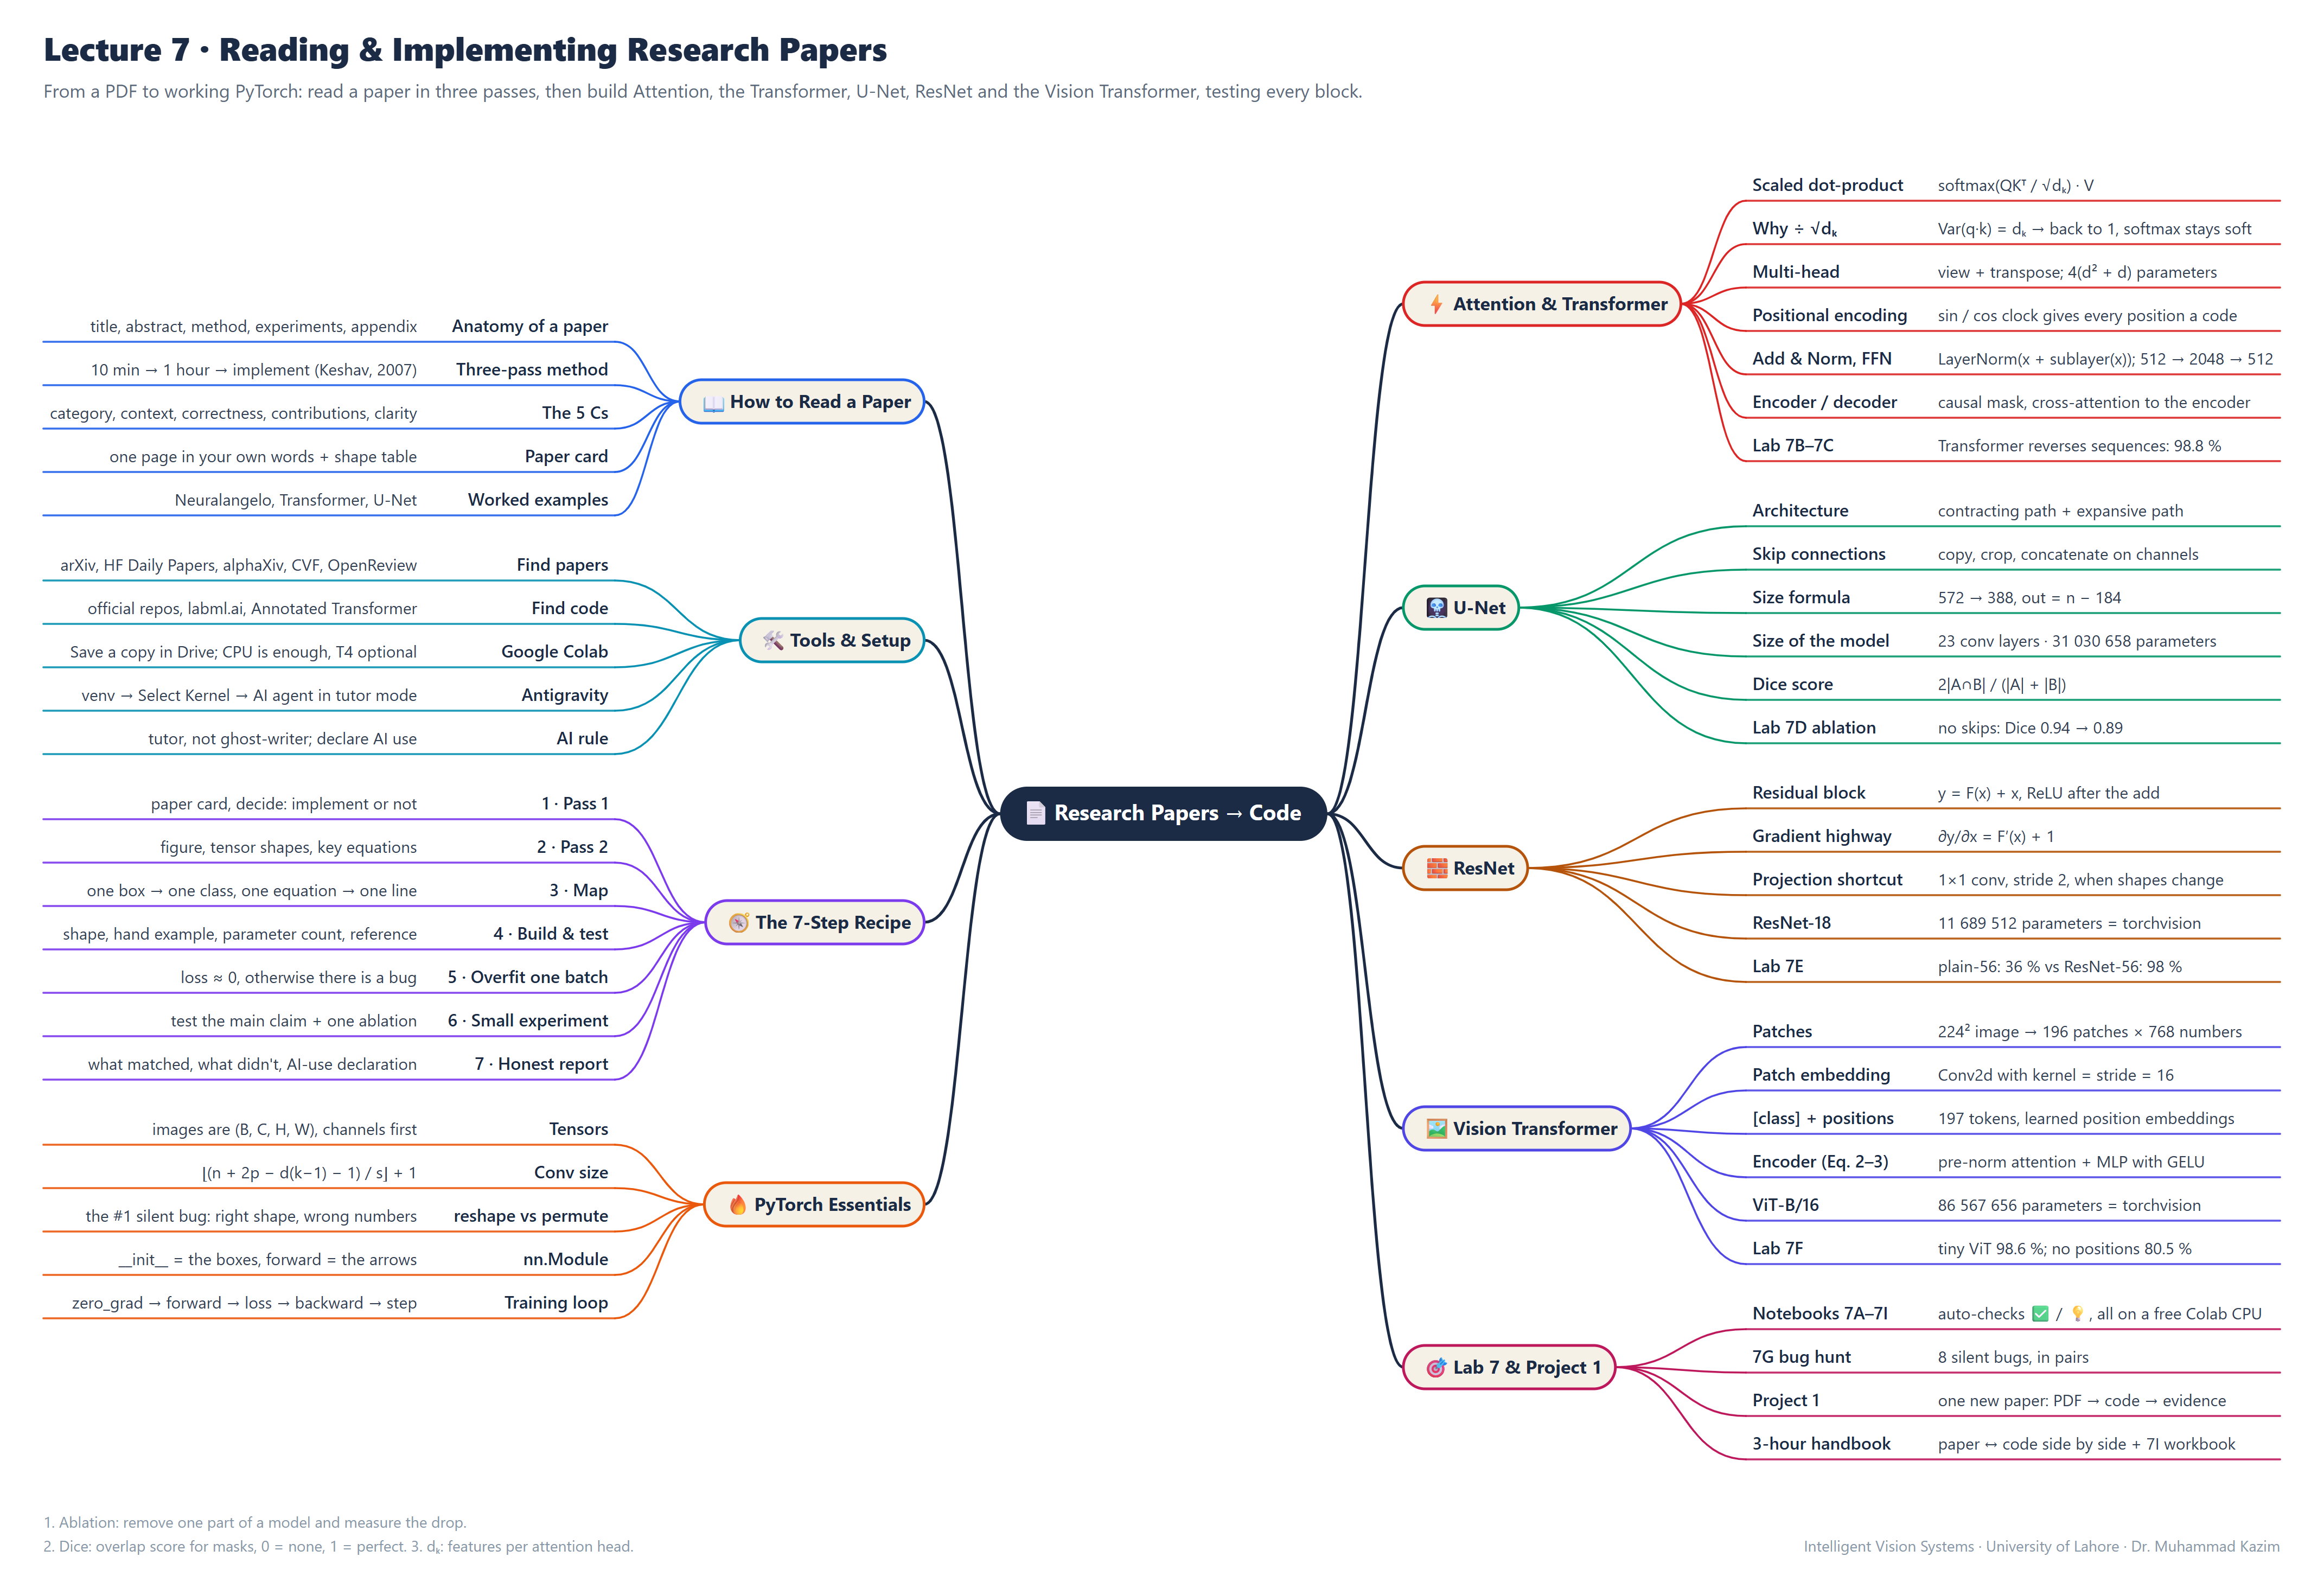 Lecture 7 · Reading & Implementing Research Papers
From a PDF to working PyTorch: read a paper in three passes, then build Attention, the Transformer, U-Net, ResNet and the Vision Transformer, testing every block.
📄 Research Papers → Code
📖 How to Read a Paper
title, abstract, method, experiments, appendix Anatomy of a paper
10 min → 1 hour → implement (Keshav, 2007) Three-pass method
category, context, correctness, contributions, clarity The 5 Cs
one page in your own words + shape table Paper card
Neuralangelo, Transformer, U-Net Worked examples
🛠️ Tools & Setup
arXiv, HF Daily Papers, alphaXiv, CVF, OpenReview Find papers
official repos, labml.ai, Annotated Transformer Find code
Save a copy in Drive; CPU is enough, T4 optional Google Colab
venv → Select Kernel → AI agent in tutor mode Antigravity
tutor, not ghost-writer; declare AI use AI rule
🧭 The 7-Step Recipe
paper card, decide: implement or not 1 · Pass 1
figure, tensor shapes, key equations 2 · Pass 2
one box → one class, one equation → one line 3 · Map
shape, hand example, parameter count, reference 4 · Build & test
loss ≈ 0, otherwise there is a bug 5 · Overfit one batch
test the main claim + one ablation 6 · Small experiment
what matched, what didn't, AI-use declaration 7 · Honest report
🔥 PyTorch Essentials
images are (B, C, H, W), channels first Tensors
⌊(n + 2p − d(k−1) − 1) / s⌋ + 1 Conv size
the #1 silent bug: right shape, wrong numbers reshape vs permute
__init__ = the boxes, forward = the arrows nn.Module
zero_grad → forward → loss → backward → step Training loop
⚡ Attention & Transformer
Scaled dot-product softmax(QKᵀ / √dₖ) · V
Why ÷ √dₖ Var(q·k) = dₖ → back to 1, softmax stays soft
Multi-head view + transpose; 4(d² + d) parameters
Positional encoding sin / cos clock gives every position a code
Add & Norm, FFN LayerNorm(x + sublayer(x)); 512 → 2048 → 512
Encoder / decoder causal mask, cross-attention to the encoder
Lab 7B–7C Transformer reverses sequences: 98.8 %
🩻 U-Net
Architecture contracting path + expansive path
Skip connections copy, crop, concatenate on channels
Size formula 572 → 388, out = n − 184
Size of the model 23 conv layers · 31 030 658 parameters
Dice score 2|A∩B| / (|A| + |B|)
Lab 7D ablation no skips: Dice 0.94 → 0.89
🧱 ResNet
Residual block y = F(x) + x, ReLU after the add
Gradient highway ∂y/∂x = F′(x) + 1
Projection shortcut 1×1 conv, stride 2, when shapes change
ResNet-18 11 689 512 parameters = torchvision
Lab 7E plain-56: 36 % vs ResNet-56: 98 %
🖼️ Vision Transformer
Patches 224² image → 196 patches × 768 numbers
Patch embedding Conv2d with kernel = stride = 16
[class] + positions 197 tokens, learned position embeddings
Encoder (Eq. 2–3) pre-norm attention + MLP with GELU
ViT-B/16 86 567 656 parameters = torchvision
Lab 7F tiny ViT 98.6 %; no positions 80.5 %
🎯 Lab 7 & Project 1
Notebooks 7A–7I auto-checks ✅ / 💡, all on a free Colab CPU
7G bug hunt 8 silent bugs, in pairs
Project 1 one new paper: PDF → code → evidence
3-hour handbook paper ↔ code side by side + 7I workbook
1. Ablation: remove one part of a model and measure the drop.
2. Dice: overlap score for masks, 0 = none, 1 = perfect. 3. dₖ: features per attention head.
Intelligent Vision Systems · University of Lahore · Dr. Muhammad Kazim